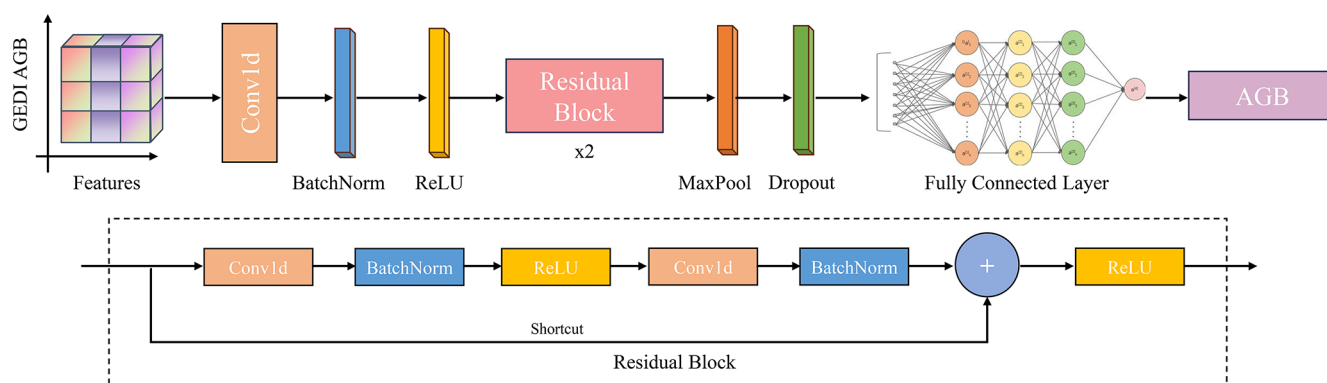 GEDI AGB
Features
Conv1d
BatchNorm
ReLU
Residual
Block
x2
MaxPool
Dropout
Fully Connected Layer
AGB
Conv1d
BatchNorm
ReLU
Conv1d
BatchNorm
+
ReLU
Shortcut
Residual Block